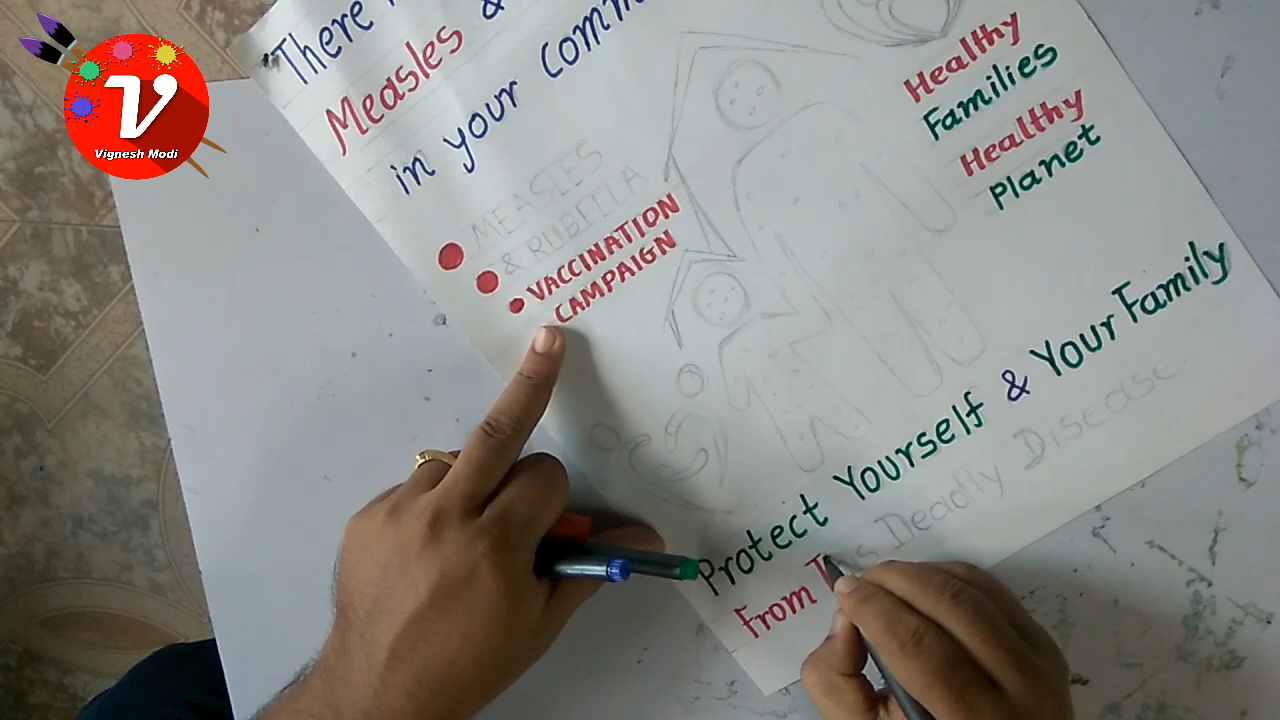 There
Measles &
in your Comm
MEASlES
& RUBEllA
VACCINATION
CAMPAIGN
Healthy
Families
Healthy
Planet
Protect Yourself & Your Family
From This Deadly Disease
V
Vignesh Modi